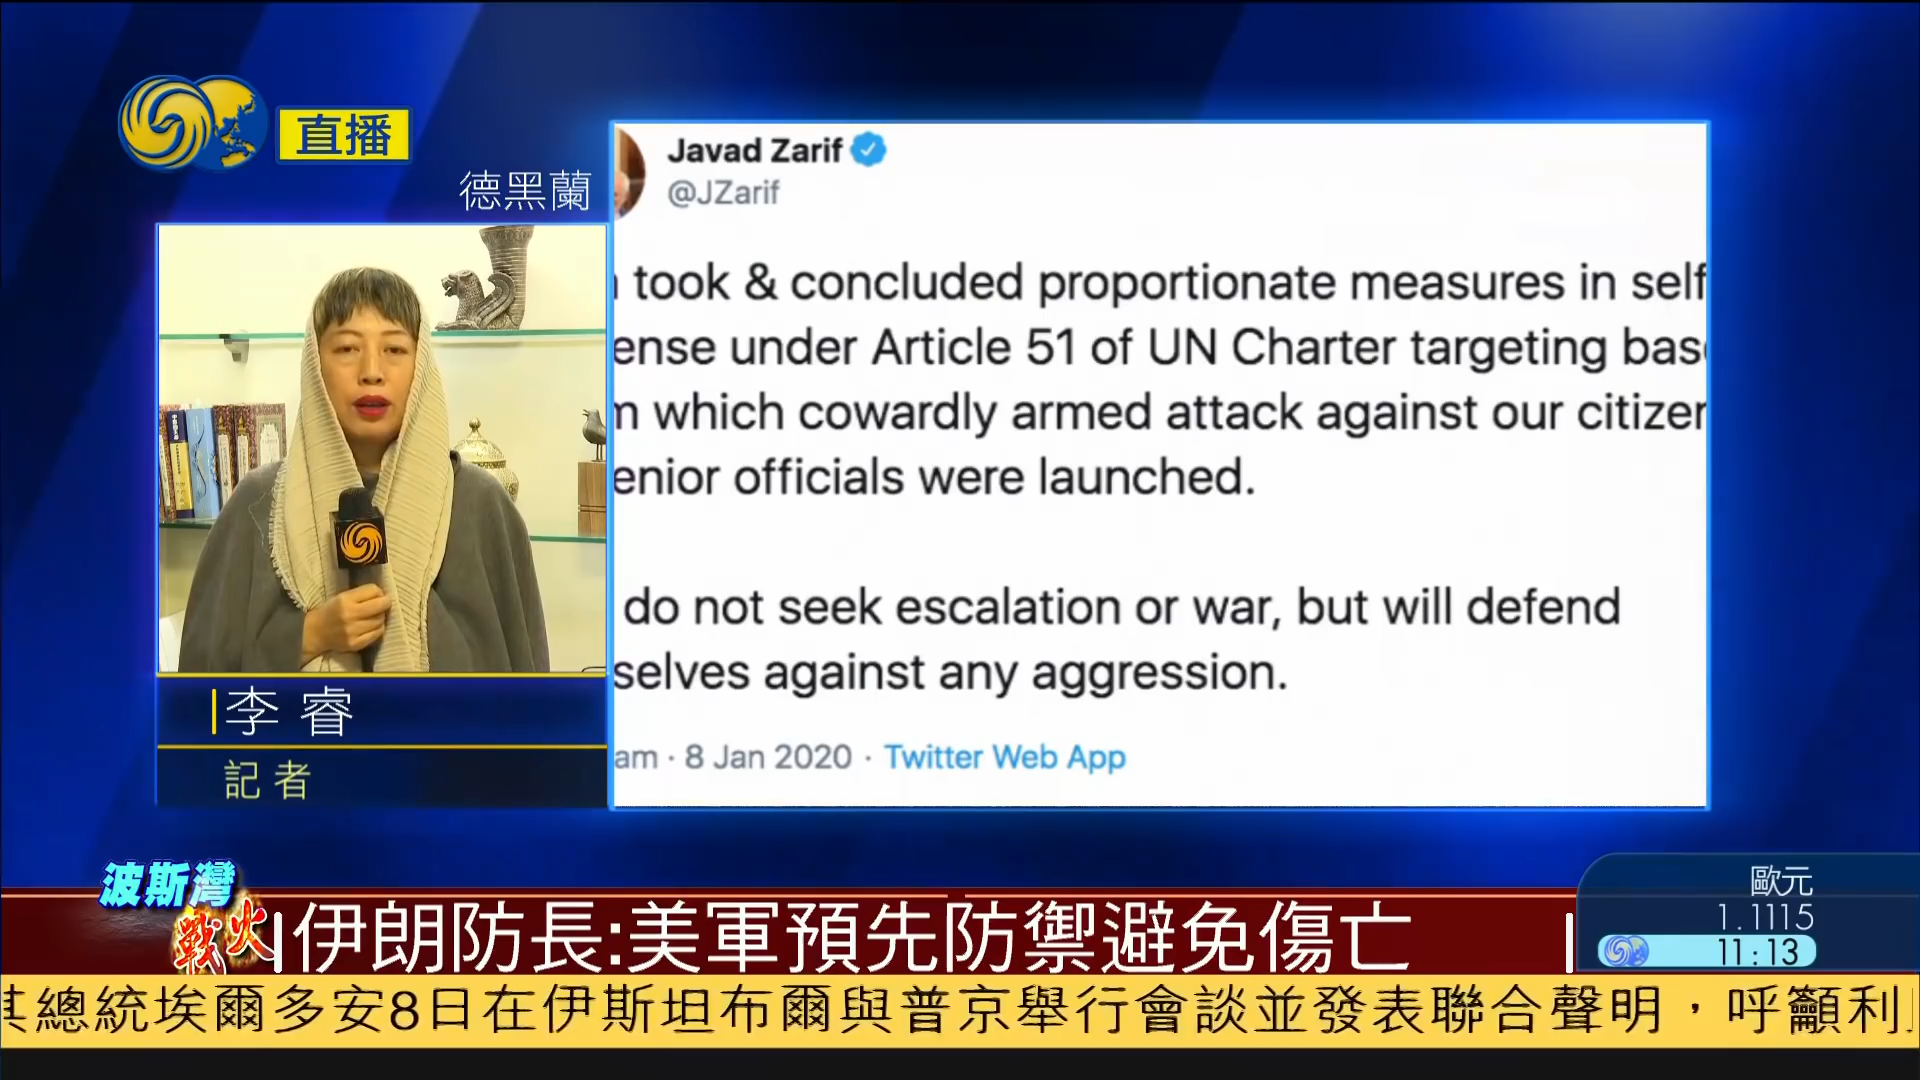 直播
德黑蘭
Javad Zarif
@JZarif
took & concluded proportionate measures in self
ense under Article 51 of UN Charter targeting bas
m which cowardly armed attack against our citizen
enior officials were launched.
do not seek escalation or war, but will defend
selves against any aggression.
am · 8 Jan 2020 · Twitter Web App
李睿
記者
波斯灣
戰火
伊朗防長:美軍預先防禦避免傷亡
歐元
1.1115
11:13
其總統埃爾多安8日在伊斯坦布爾與普京舉行會談並發表聯合聲明，呼籲利